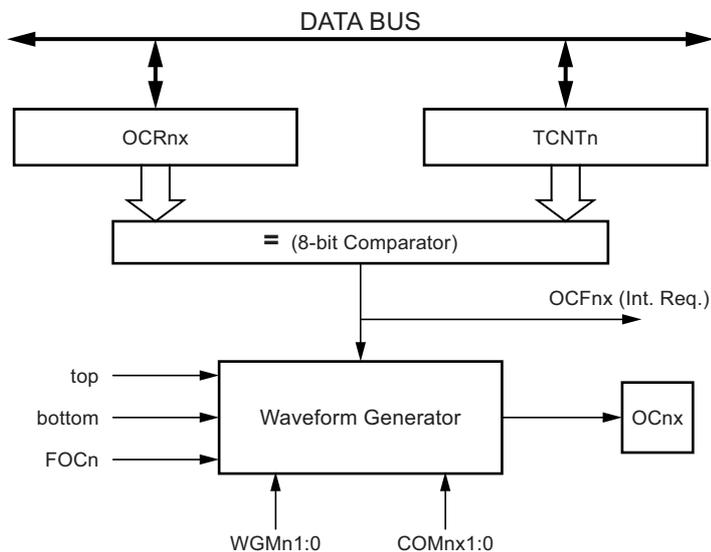 DATA BUS
OCRnx
TCNTn
= (8-bit Comparator)
OCFnx (Int. Req.)
top
bottom
FOCn
Waveform Generator
OCnx
WGMn1:0
COMnx1:0